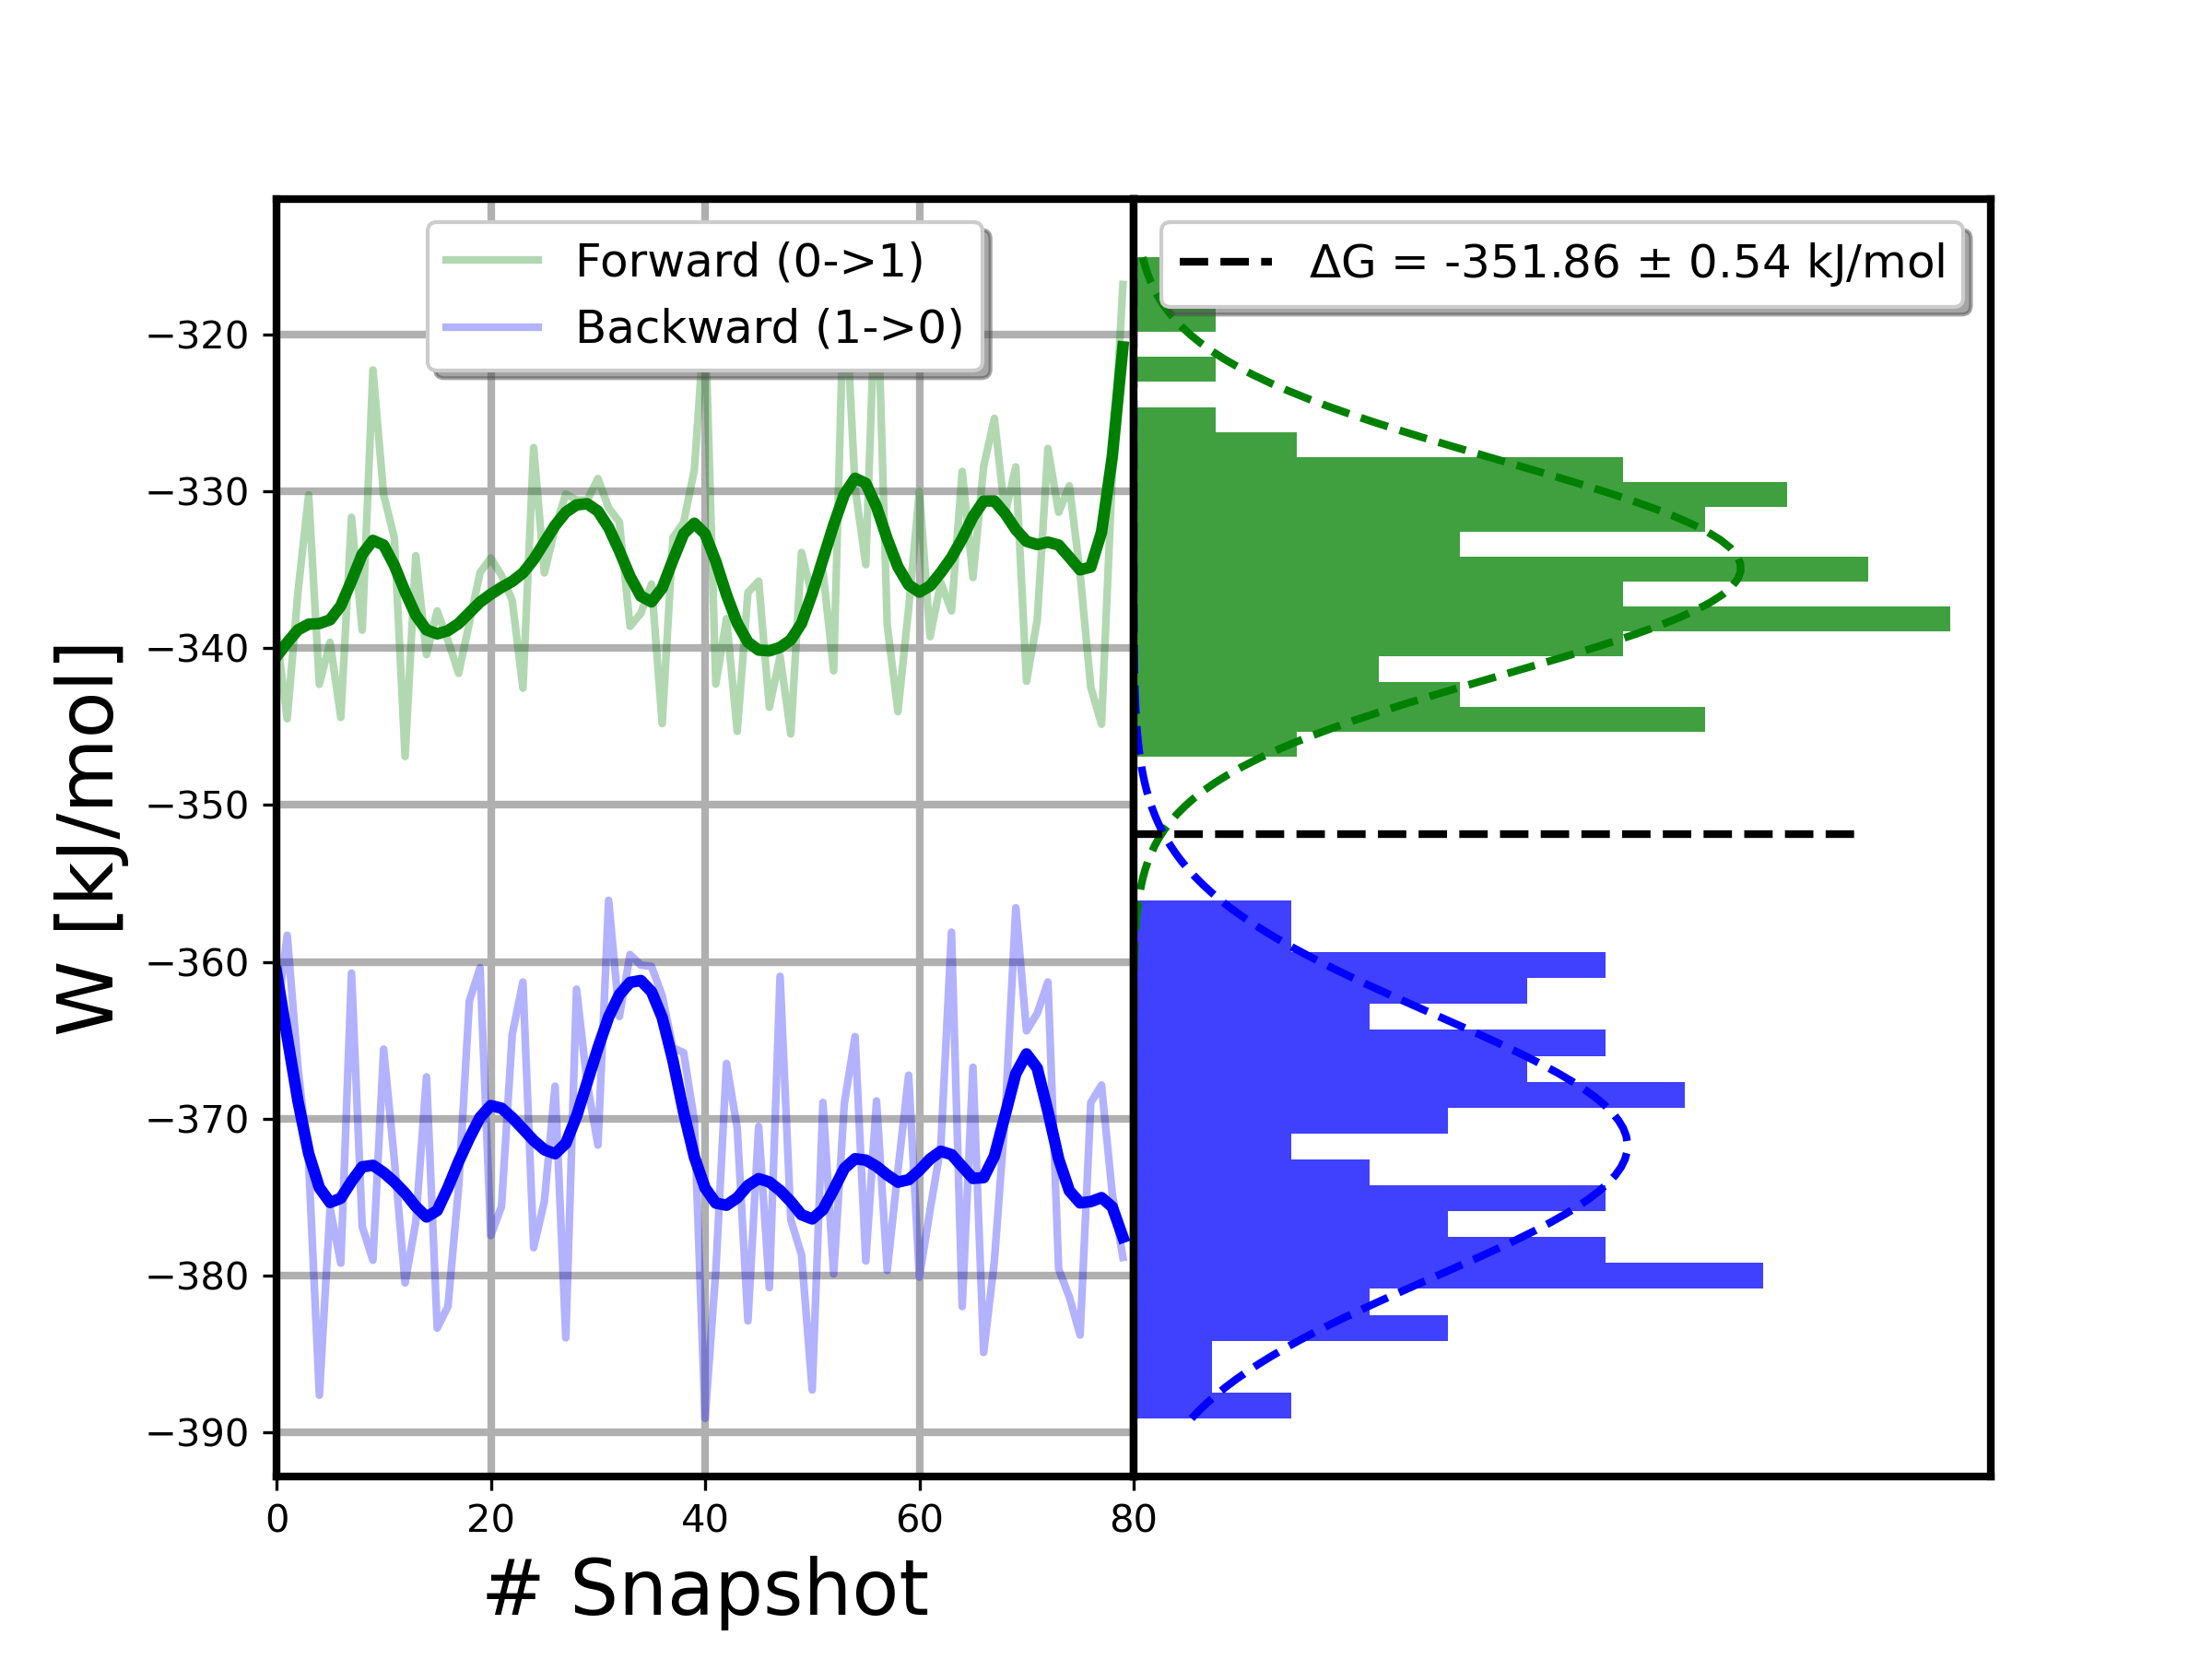 Forward (0->1)
Backward (1->0)
ΔG = -351.86 ± 0.54 kJ/mol
−320
−330
−340
−350
−360
−370
−380
−390
W [kJ/mol]
0 20 40 60 80
# Snapshot